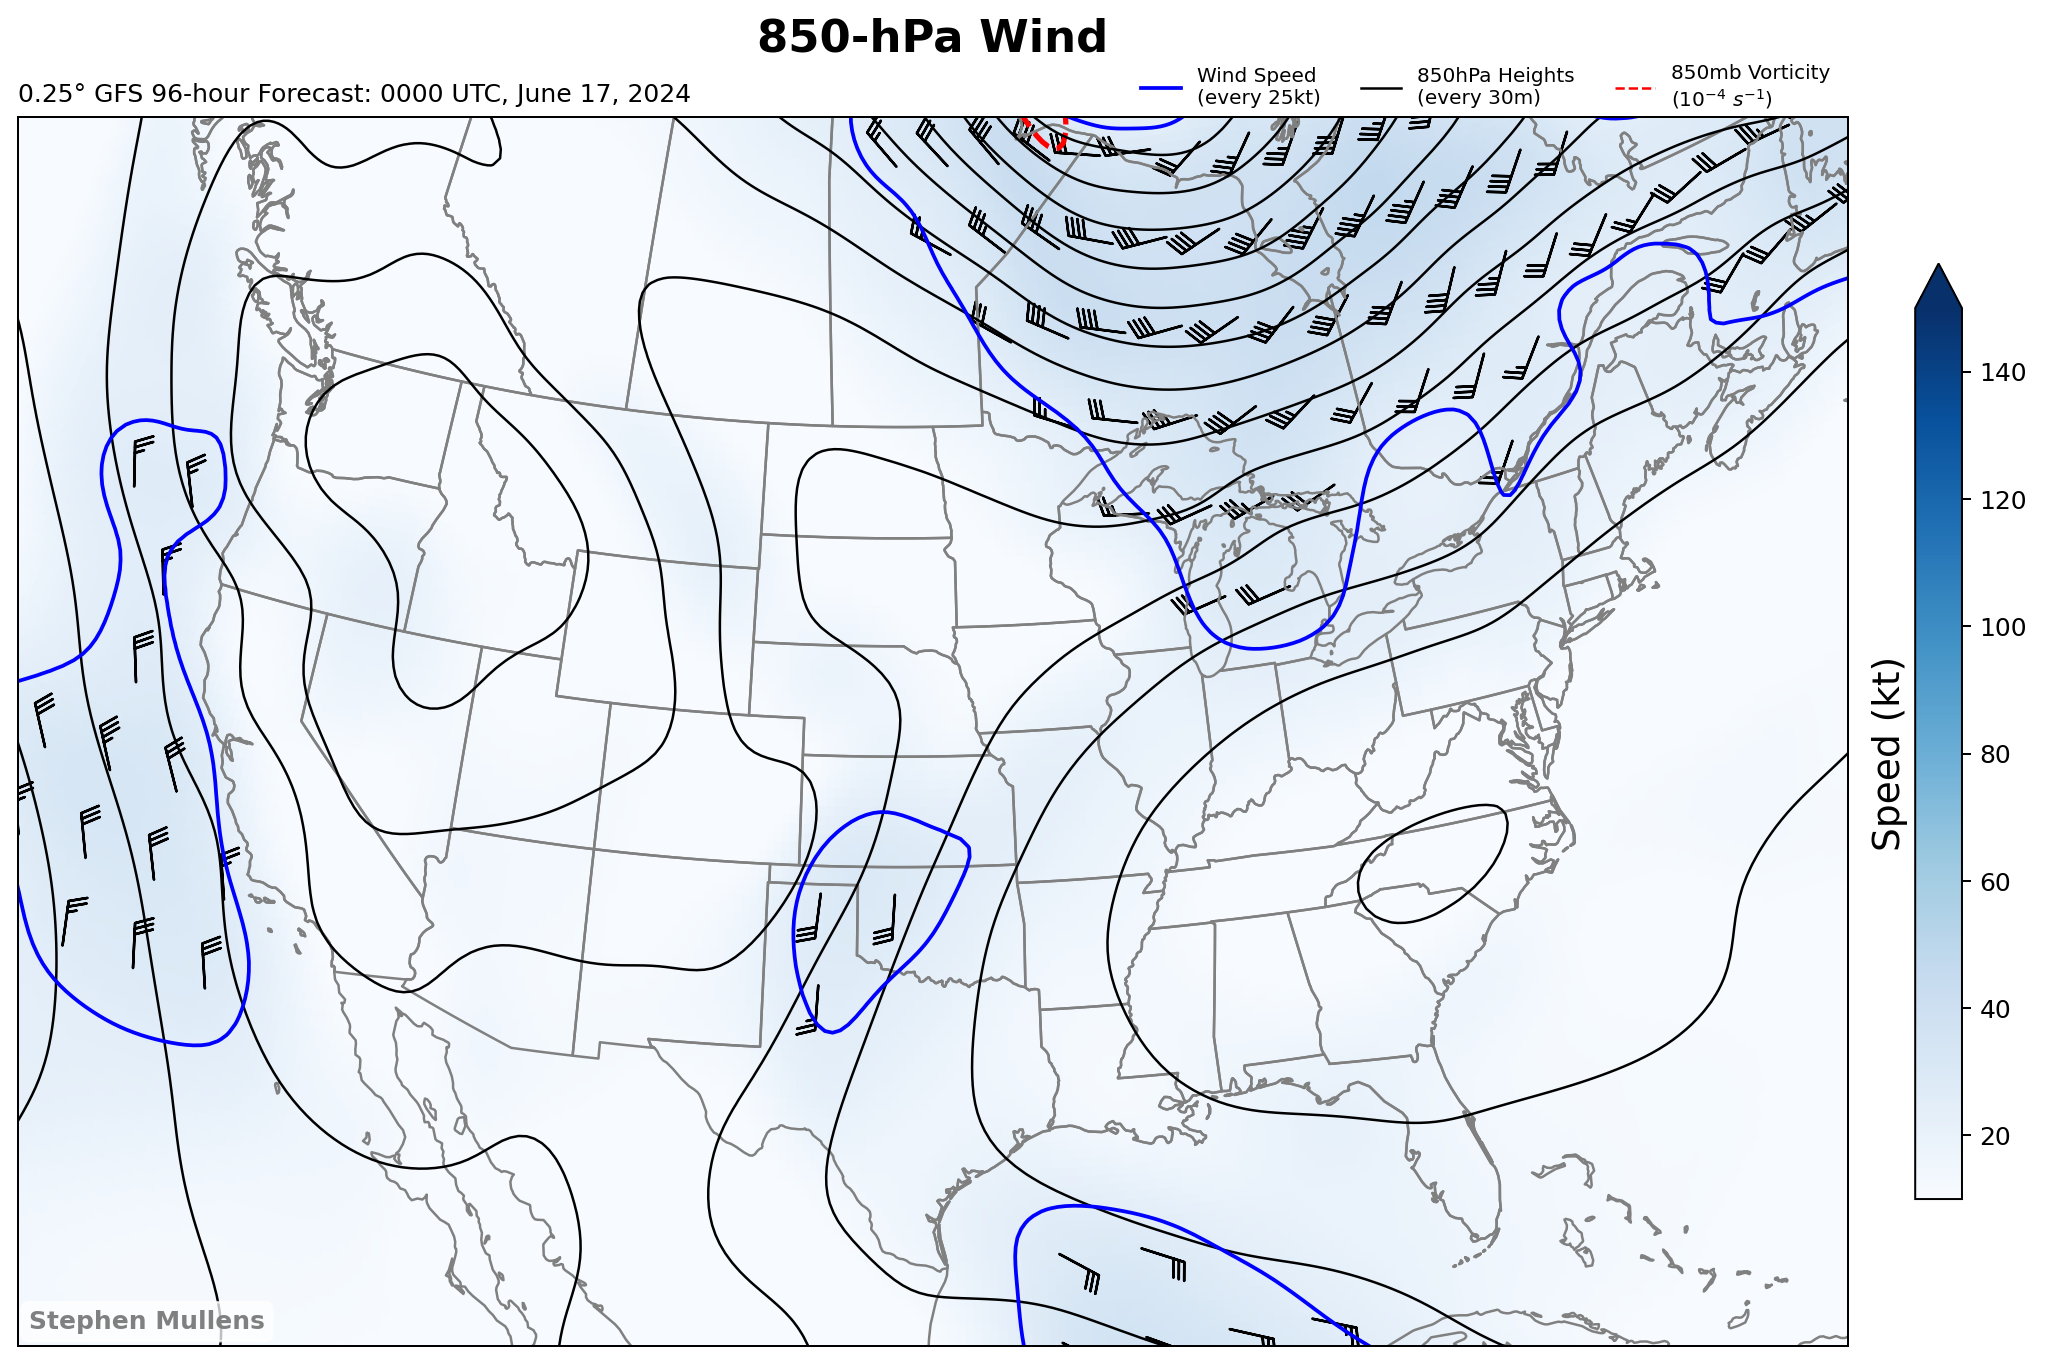 850-hPa Wind
0.25° GFS 96-hour Forecast: 0000 UTC, June 17, 2024
Wind Speed
(every 25kt)
850hPa Heights
(every 30m)
850mb Vorticity
(10⁻⁴ s⁻¹)
140
120
100
80
60
40
20
Speed (kt)
Stephen Mullens